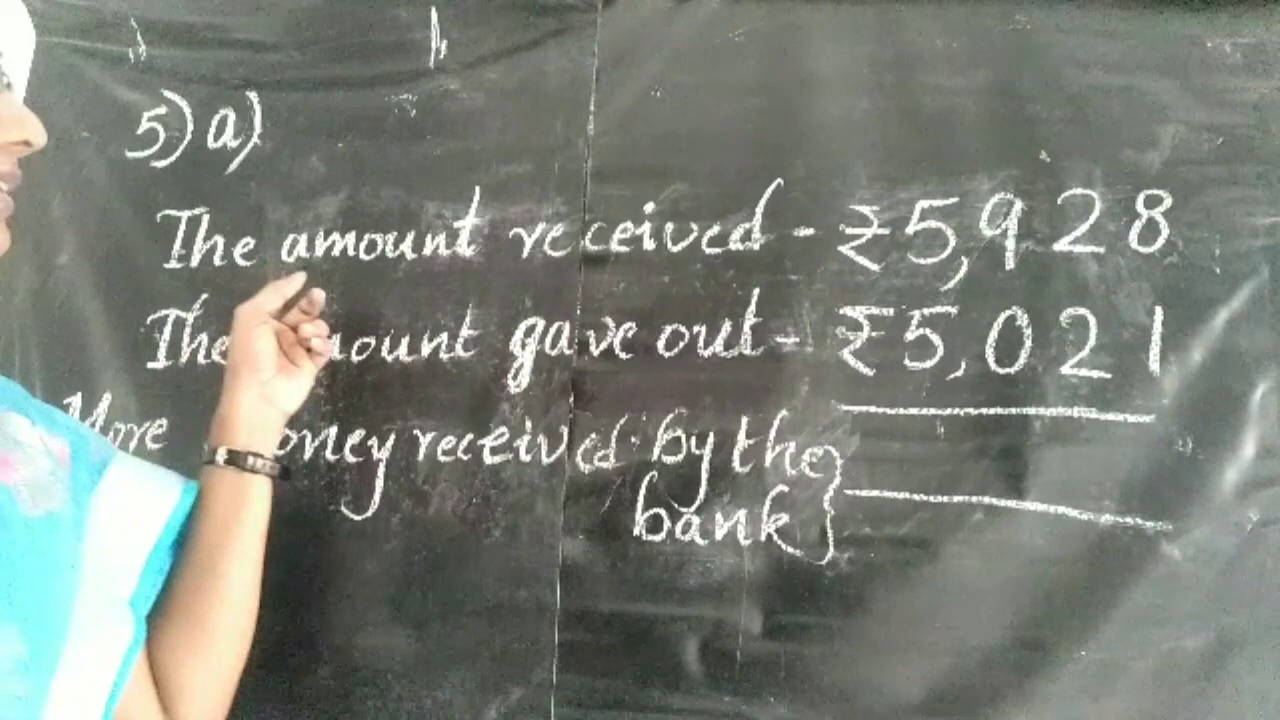 5) a)
The amount received - ₹5,928
The amount gave out - ₹5,021
More money received by the
bank